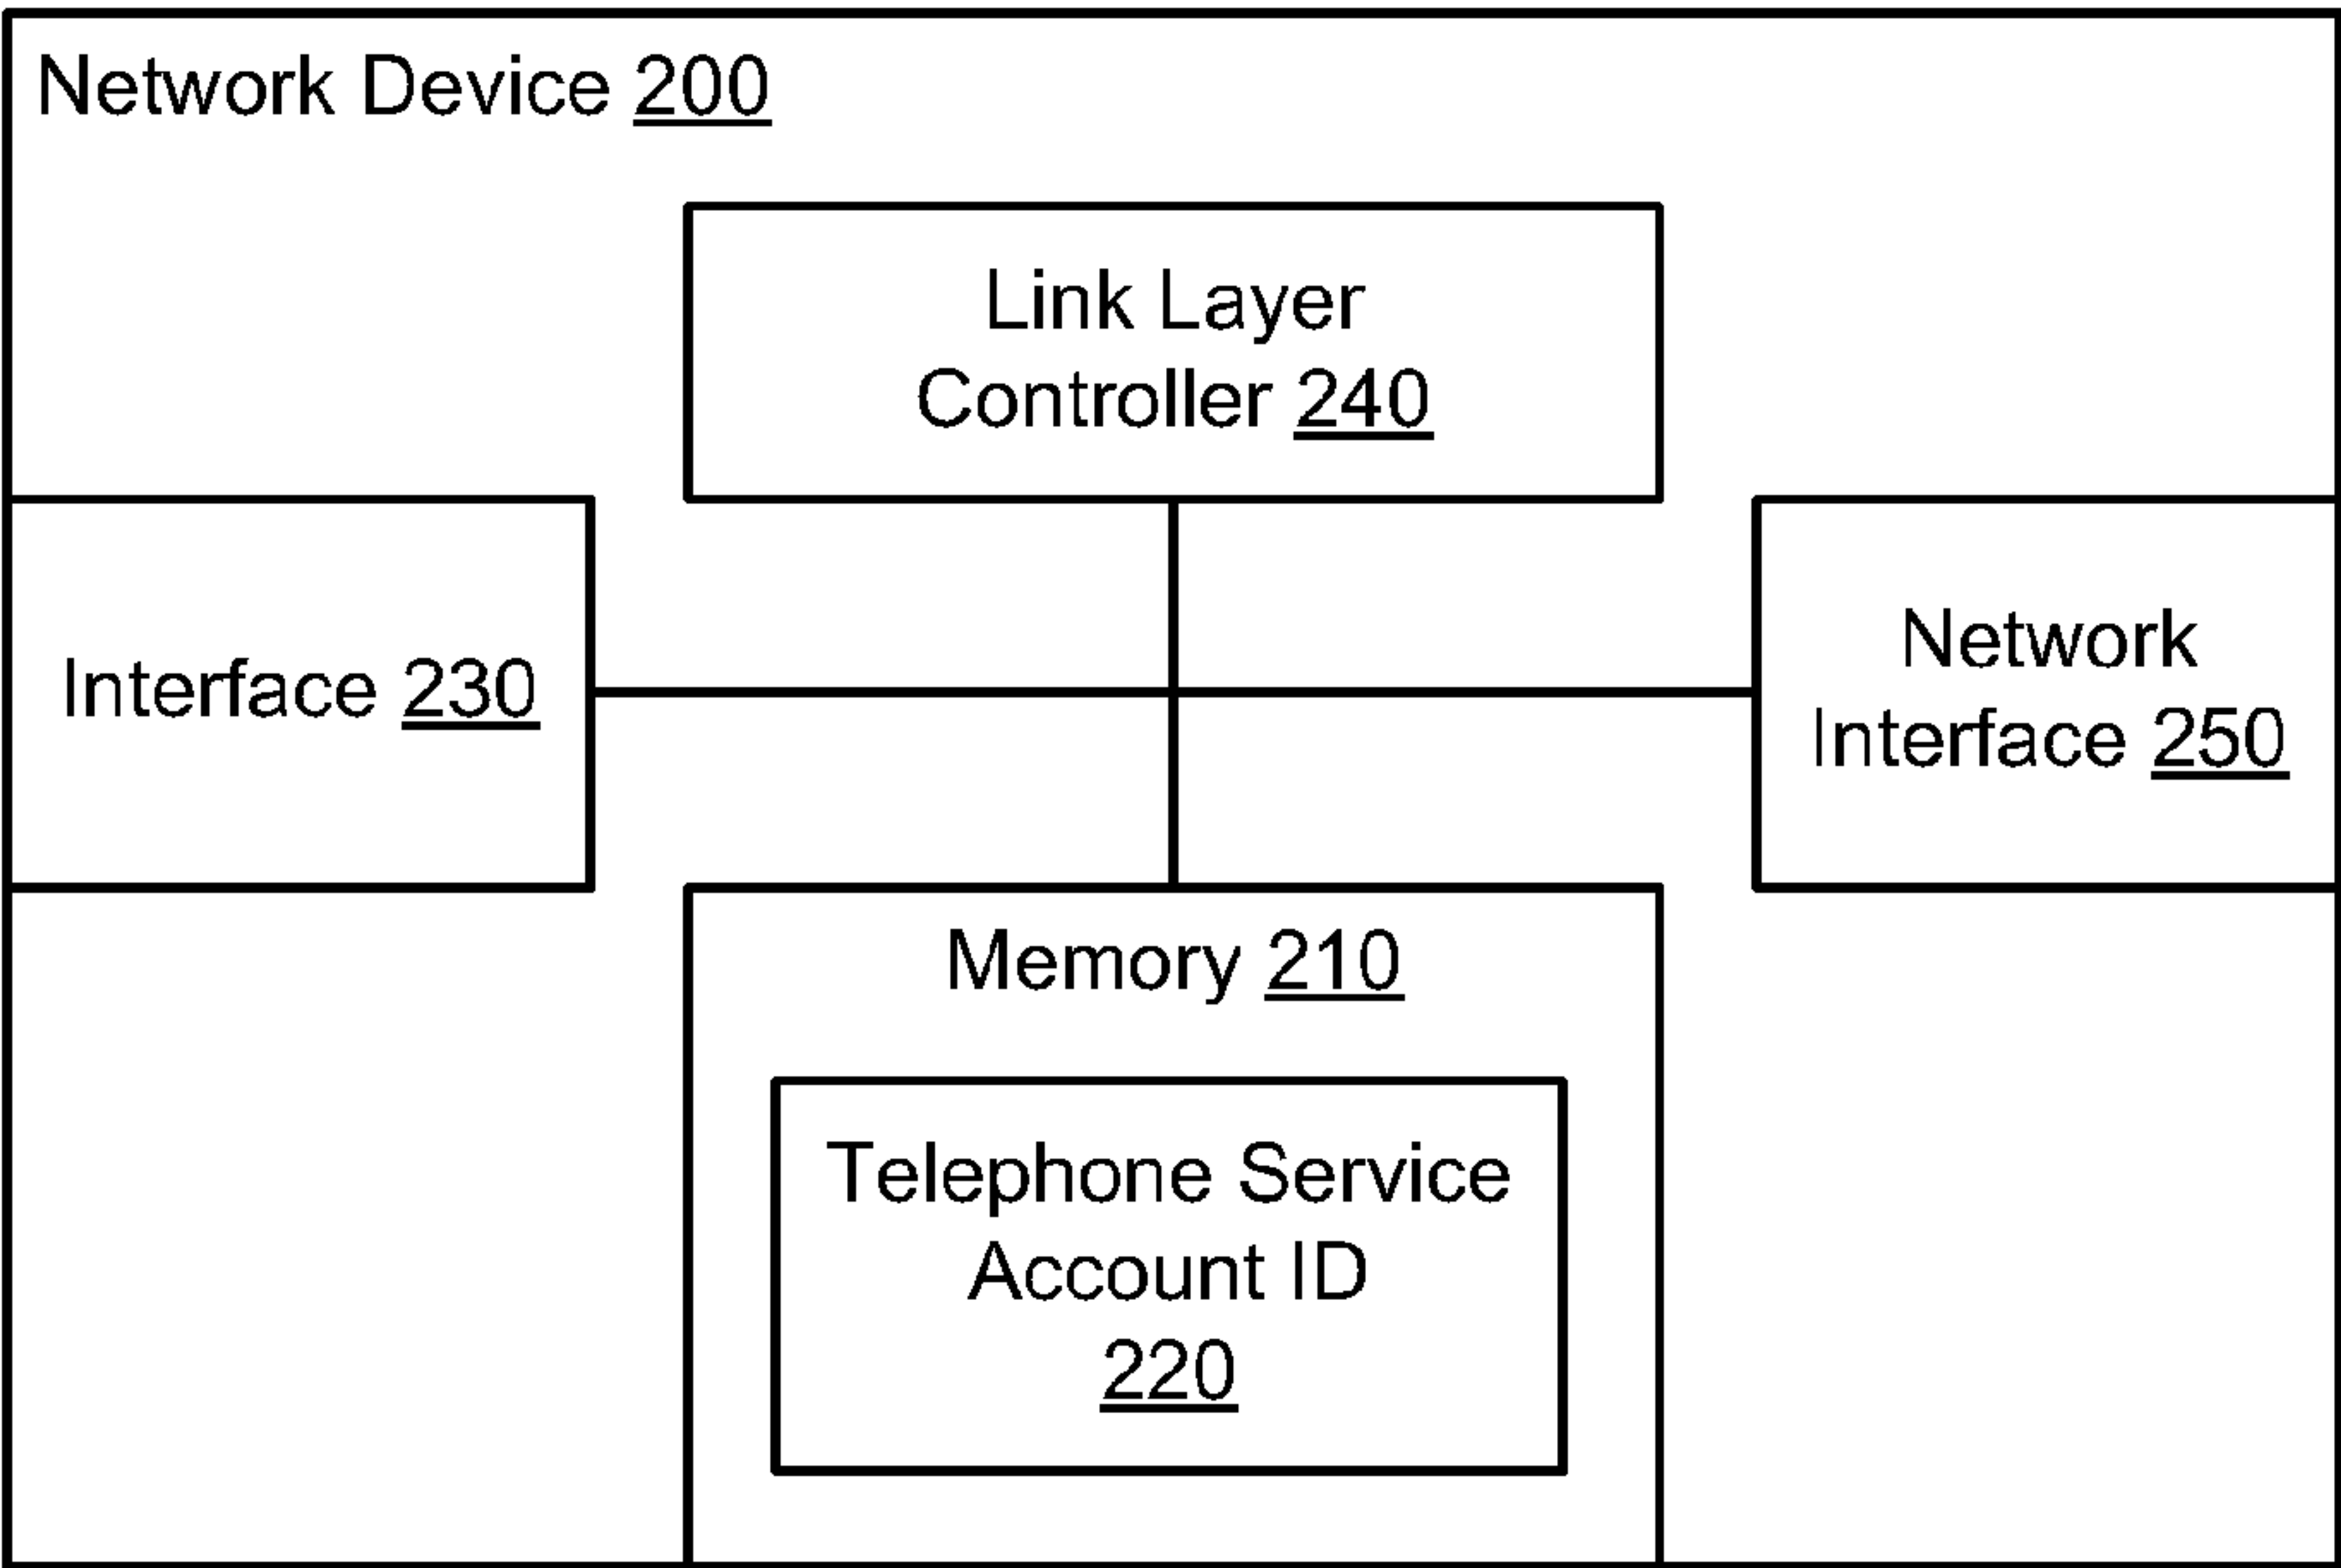 Network Device 200
Link Layer
Controller 240
Interface 230
Network
Interface 250
Memory 210
Telephone Service
Account ID
220